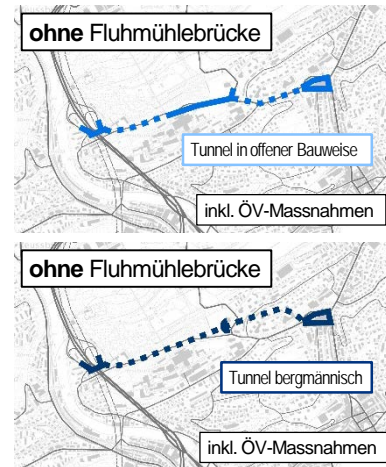 ohne Fluhmühlebrücke
Tunnel in offener Bauweise
inkl. ÖV-Massnahmen
ohne Fluhmühlebrücke
Tunnel bergmännisch
inkl. ÖV-Massnahmen